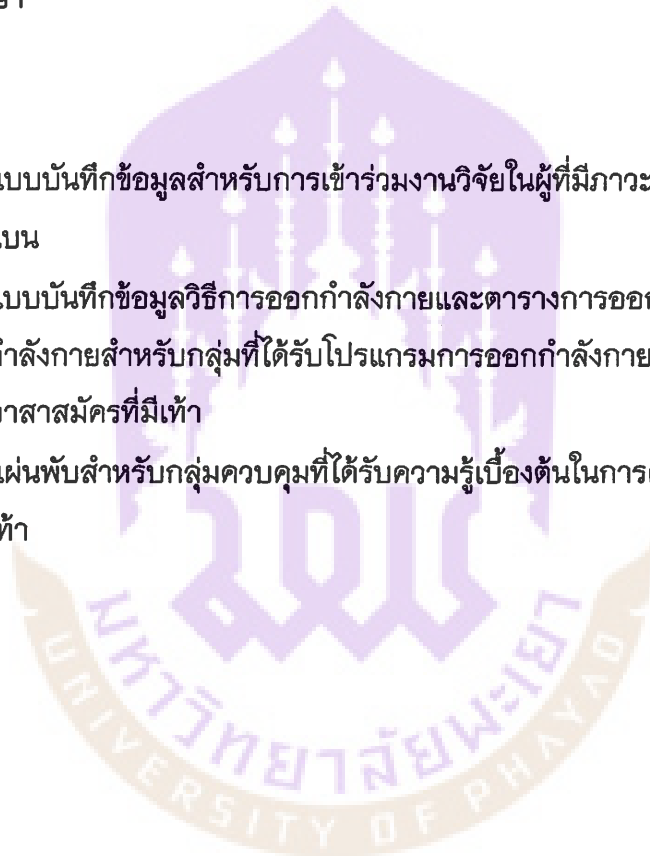 แบบบันทึกข้อมูลสำหรับการเข้าร่วมงานวิจัยในผู้ที่มีภาวะ
แบน
แบบบันทึกข้อมูลวิธีการออกกำลังกายและตารางการออก
กำลังกายสำหรับกลุ่มที่ได้รับโปรแกรมการออกกำลังกาย
อาสาสมัครที่มีเท้า
แผ่นพับสำหรับกลุ่มควบคุมที่ได้รับความรู้เบื้องต้นในการ
เท้า
มหาวิทยาลัยพะเยา
UNIVERSITY OF PHAYAO